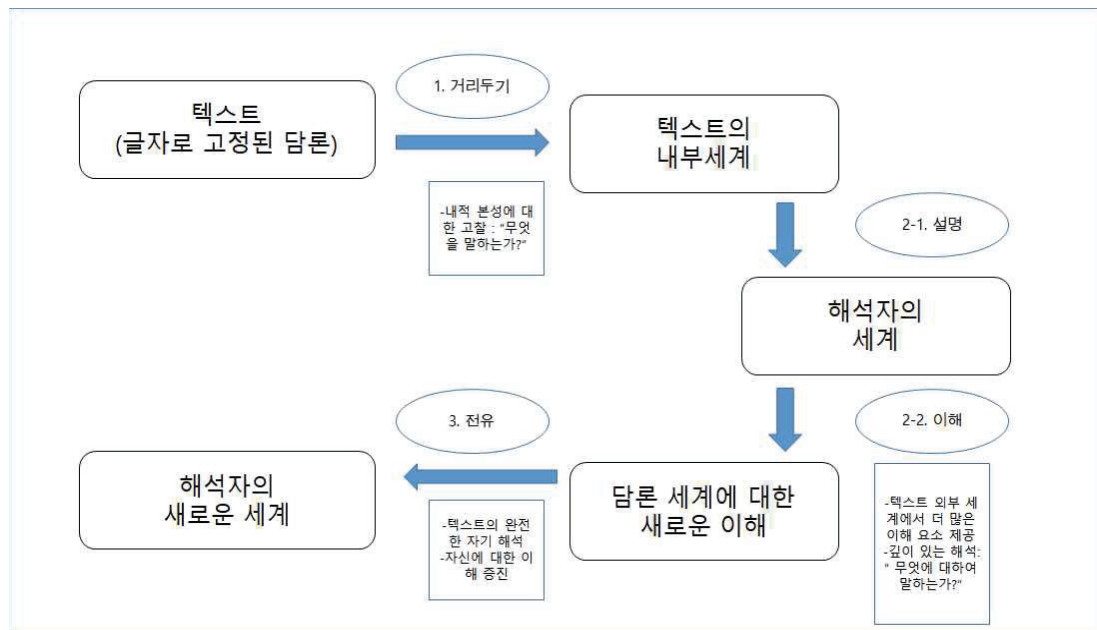 텍스트
(글자로 고정된 담론)
1. 거리두기
-내적 본성에 대
한 고찰 : "무엇
을 말하는가?"
텍스트의
내부세계
2-1. 설명
해석자의
세계
2-2. 이해
-텍스트 외부 세
계에서 더 많은
이해 요소 제공
-깊이 있는 해석:
" 무엇에 대하여
말하는가?"
담론 세계에 대한
새로운 이해
3. 전유
-텍스트의 완전
한 자기 해석
-자신에 대한 이
해 증진
해석자의
새로운 세계